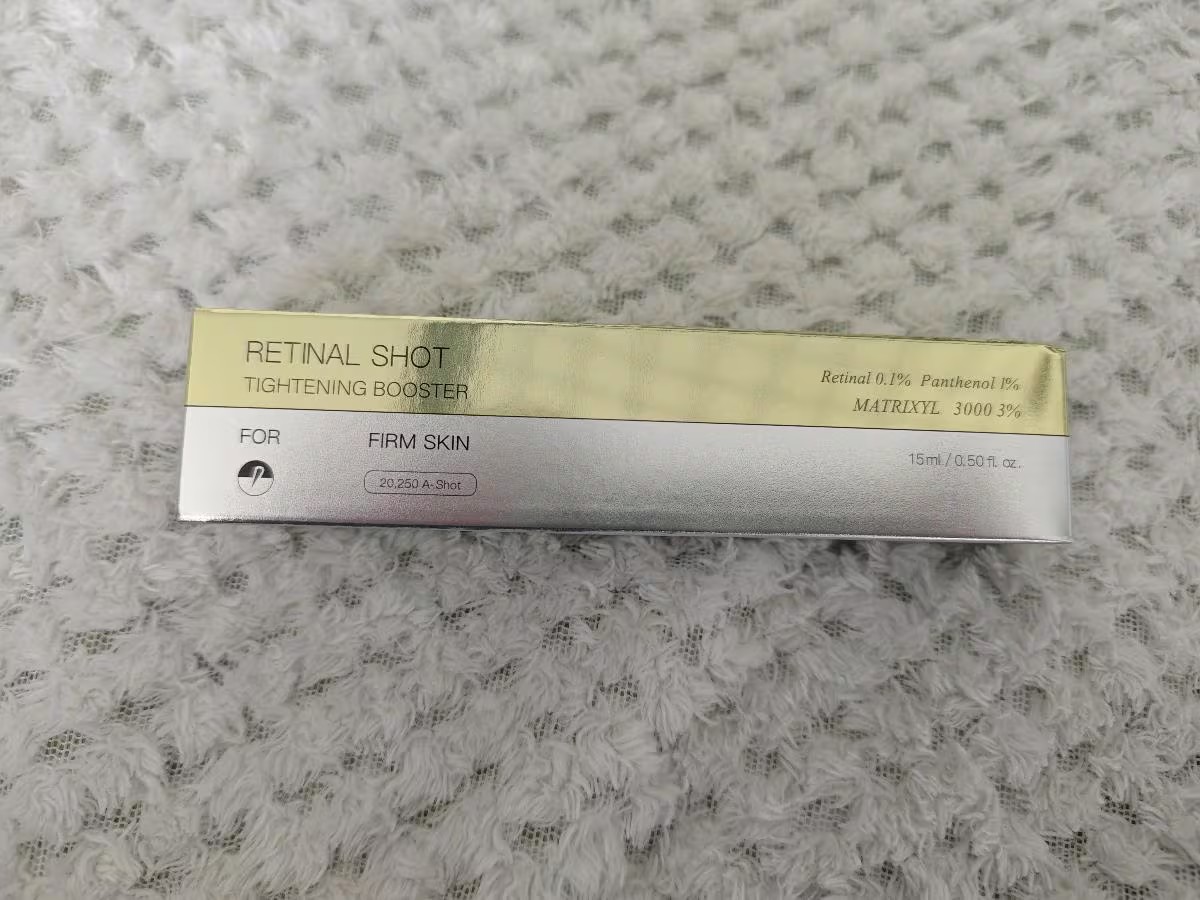 RETINAL SHOT
TIGHTENING BOOSTER
Retinal 0.1% Panthenol 1%
MATRIXYL 3000 3%
FOR FIRM SKIN
20,250 A-Shot
15ml / 0.50 fl. oz.